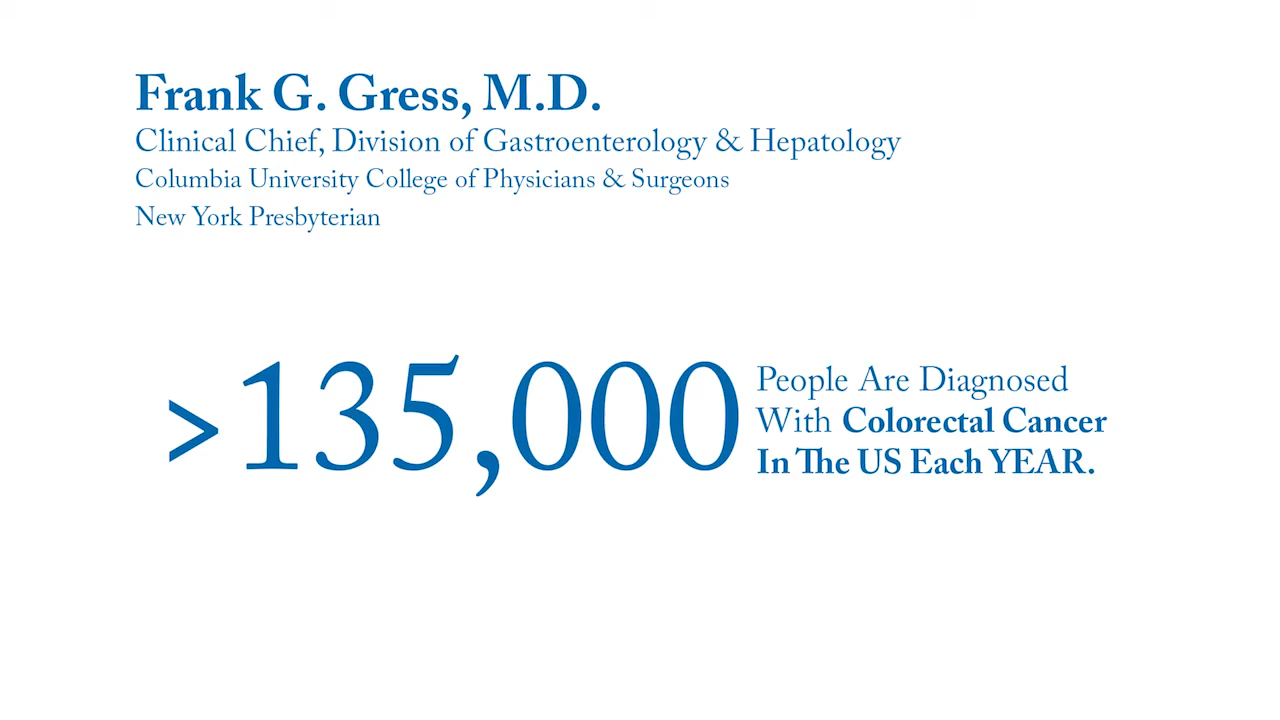 Frank G. Gress, M.D.
Clinical Chief, Division of Gastroenterology & Hepatology
Columbia University College of Physicians & Surgeons
New York Presbyterian
>135,000
People Are Diagnosed
With Colorectal Cancer
In The US Each YEAR.